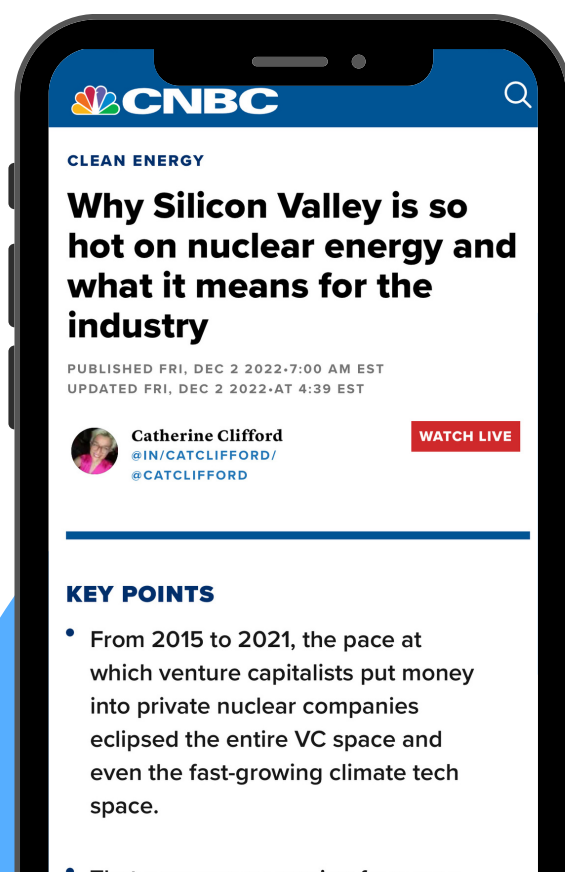 CNBC
CLEAN ENERGY
Why Silicon Valley is so
hot on nuclear energy and
what it means for the
industry
PUBLISHED FRI, DEC 2 2022•7:00 AM EST
UPDATED FRI, DEC 2 2022•AT 4:39 EST
Catherine Clifford
@IN/CATCLIFFORD/
@CATCLIFFORD
WATCH LIVE
KEY POINTS
• From 2015 to 2021, the pace at
which venture capitalists put money
into private nuclear companies
eclipsed the entire VC space and
even the fast-growing climate tech
space.